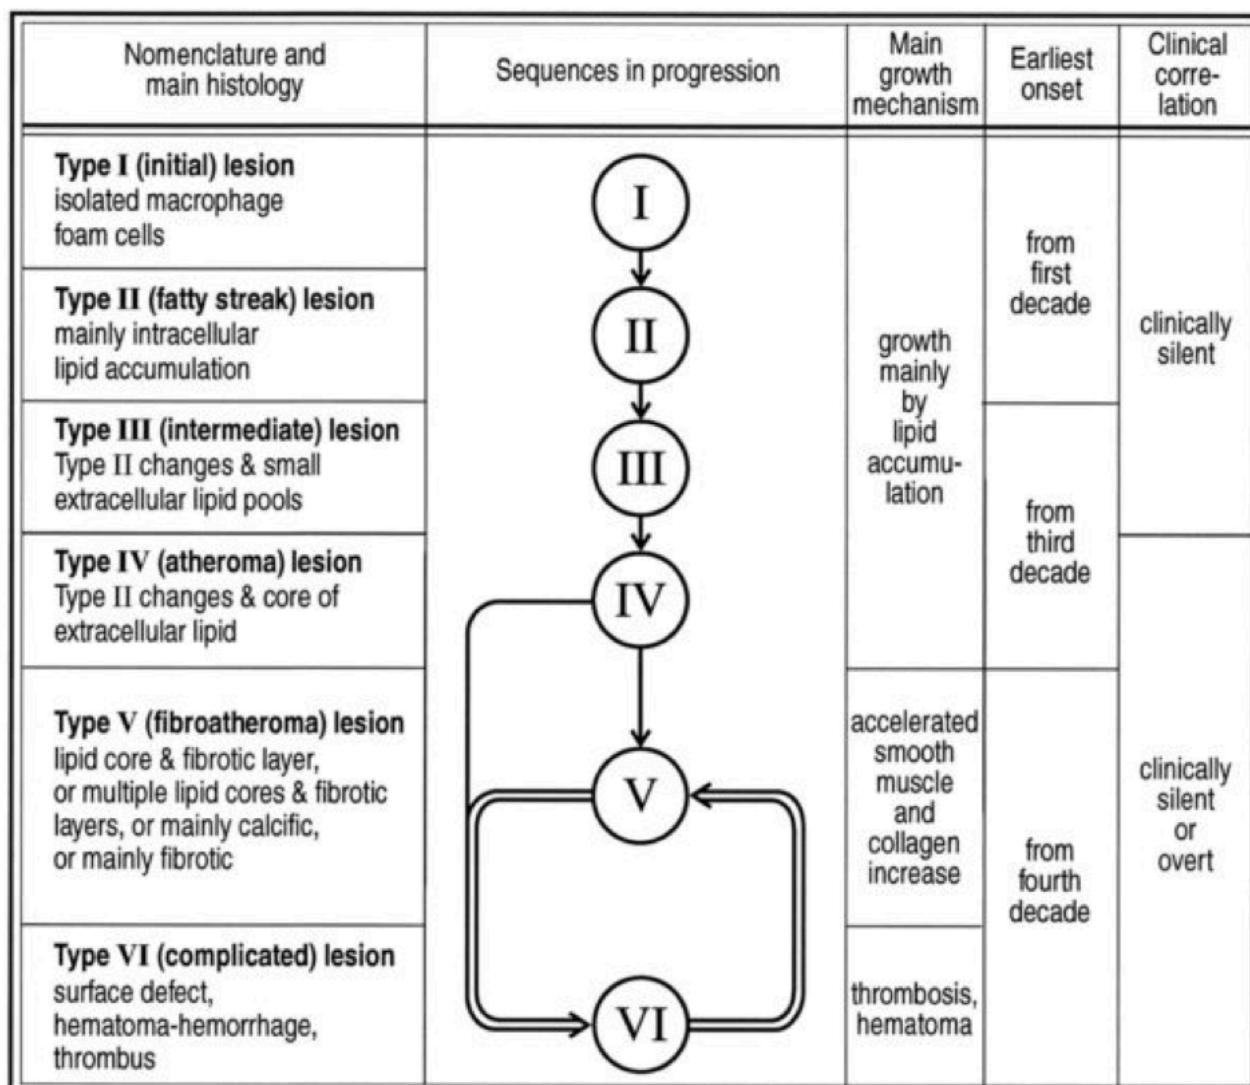 Nomenclature and
main histology
Sequences in progression
Main
growth
mechanism
Earliest
onset
Clinical
corre-
lation
Type I (initial) lesion
isolated macrophage
foam cells
Type II (fatty streak) lesion
mainly intracellular
lipid accumulation
Type III (intermediate) lesion
Type II changes & small
extracellular lipid pools
Type IV (atheroma) lesion
Type II changes & core of
extracellular lipid
Type V (fibroatheroma) lesion
lipid core & fibrotic layer,
or multiple lipid cores & fibrotic
layers, or mainly calcific,
or mainly fibrotic
Type VI (complicated) lesion
surface defect,
hematoma-hemorrhage,
thrombus
I
II
III
IV
V
VI
growth
mainly
by
lipid
accumu-
lation
accelerated
smooth
muscle
and
collagen
increase
thrombosis,
hematoma
from
first
decade
from
third
decade
from
fourth
decade
clinically
silent
clinically
silent
or
overt